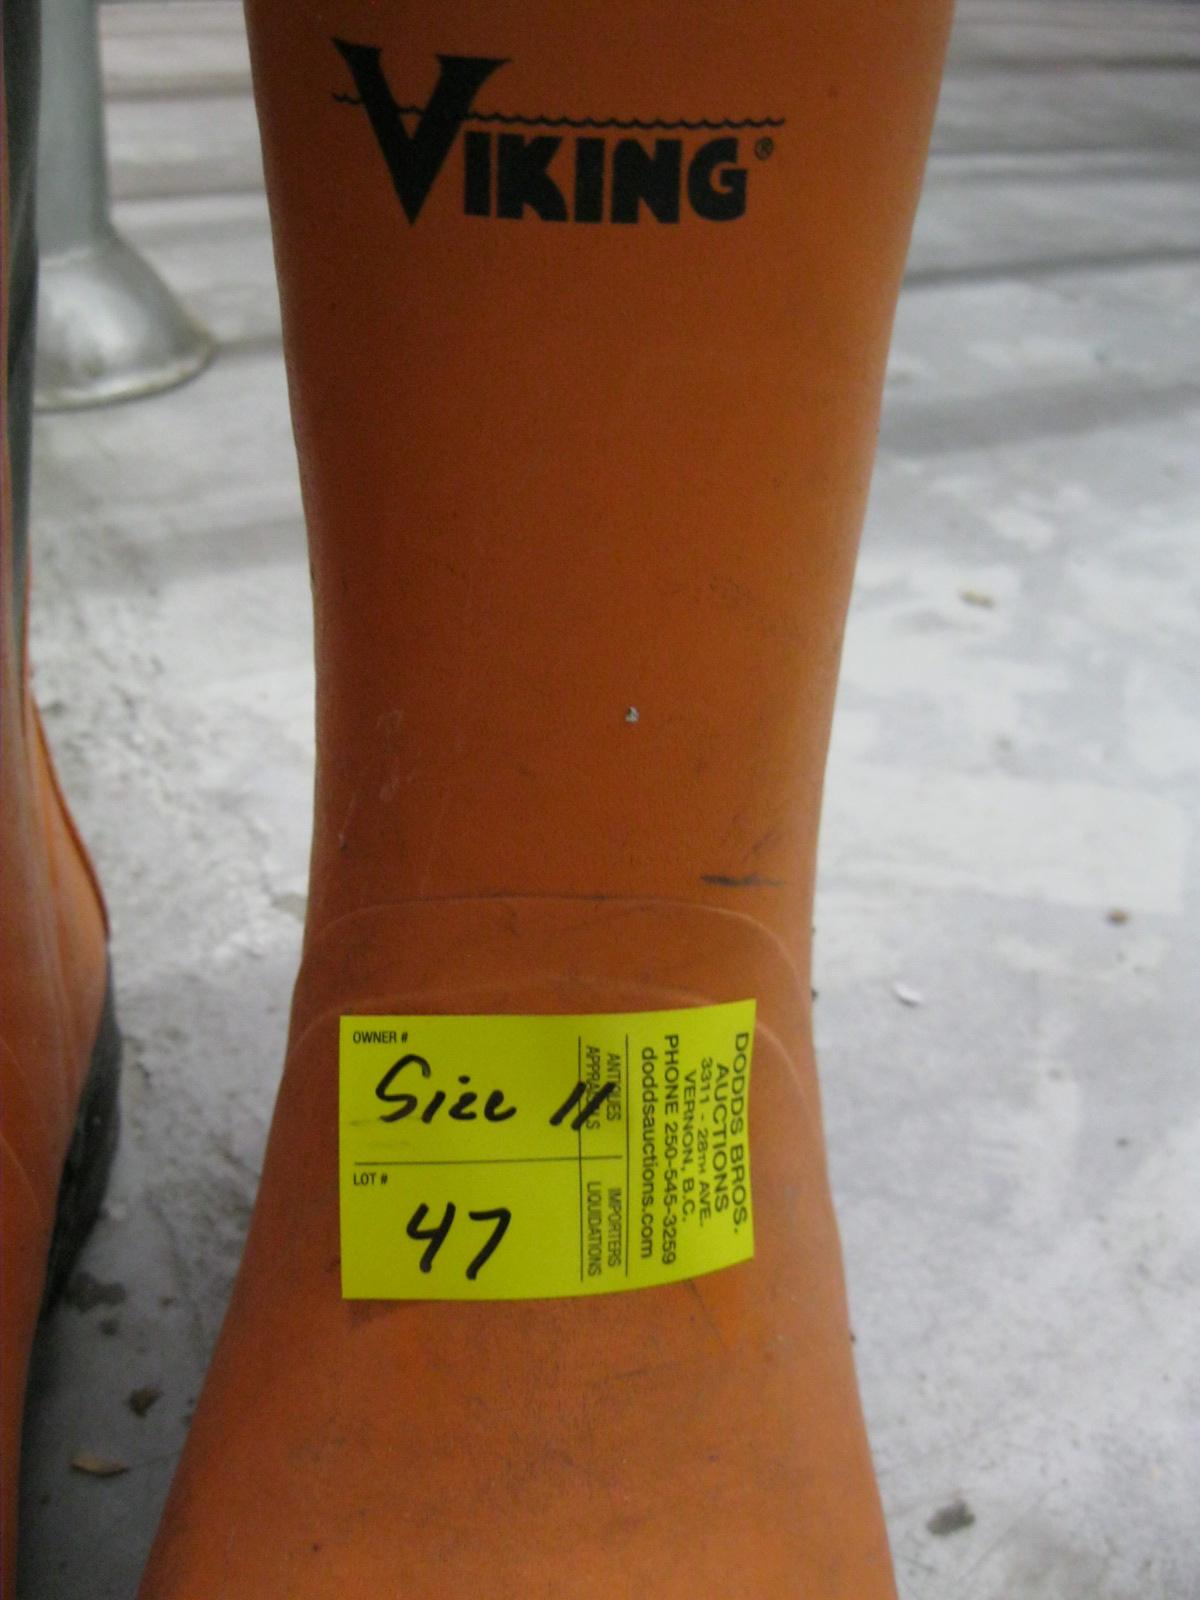 VIKING®
OWNER #
Size 11
LOT #
47
ANTIQUES
APPRAISALS
IMPORTERS
LIQUIDATIONS
DODDS BROS.
AUCTIONS
3311 - 28TH AVE.
VERNON, B.C.
PHONE 250-545-3259
doddsauctions.com